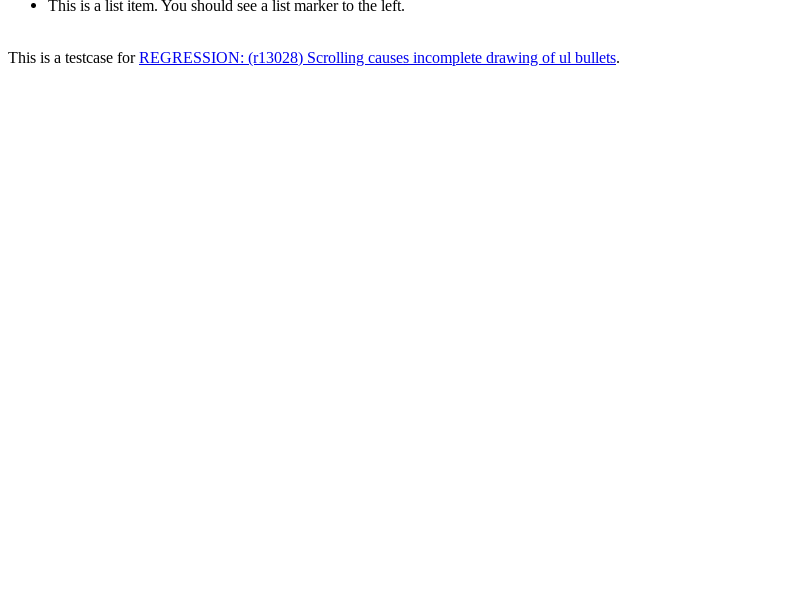 • This is a list item. You should see a list marker to the left.
This is a testcase for REGRESSION: (r13028) Scrolling causes incomplete drawing of ul bullets.